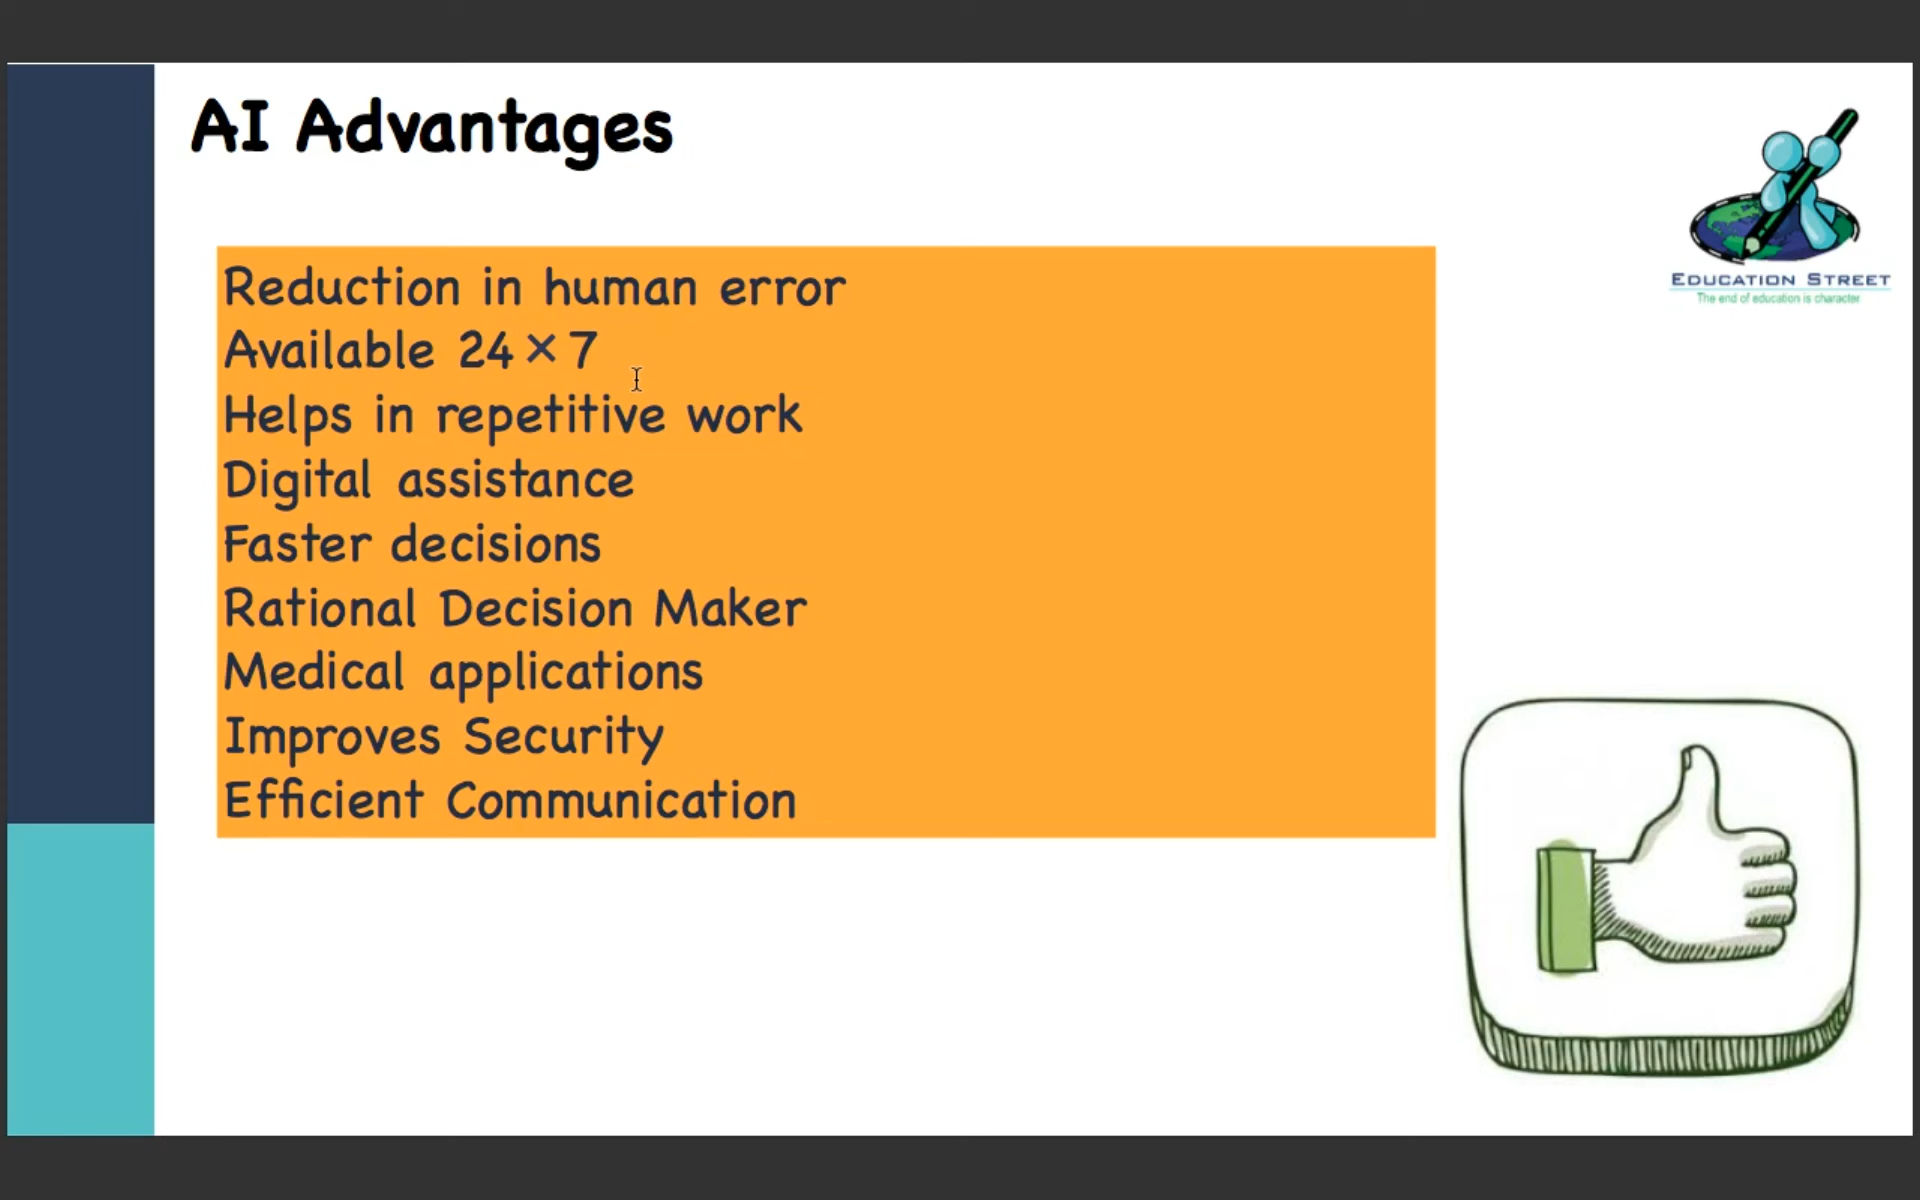 AI Advantages
Reduction in human error
Available 24×7
Helps in repetitive work
Digital assistance
Faster decisions
Rational Decision Maker
Medical applications
Improves Security
Efficient Communication
EDUCATION STREET
The end of education is character